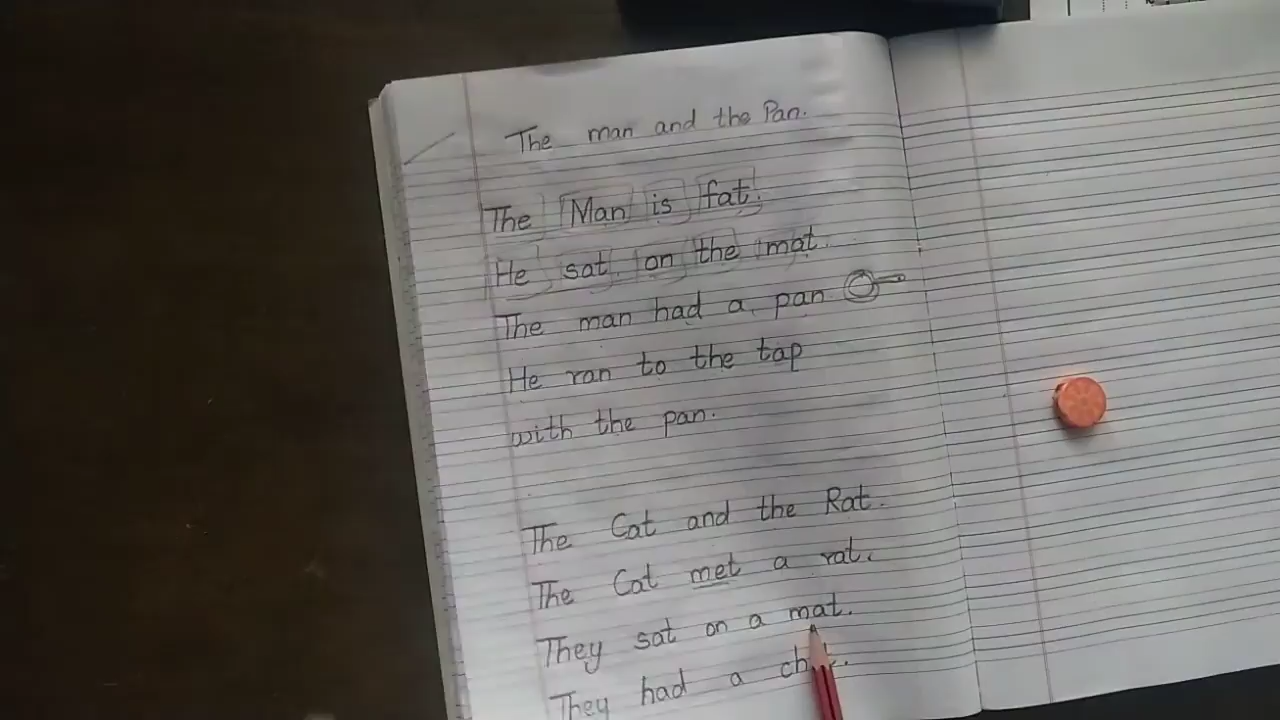 The man and the Pan.
The Man is fat.
He sat on the mat.
The man had a pan
He ran to the tap
with the pan.
The Cat and the Rat.
The Cat met a rat.
They sat on a mat.
They had a